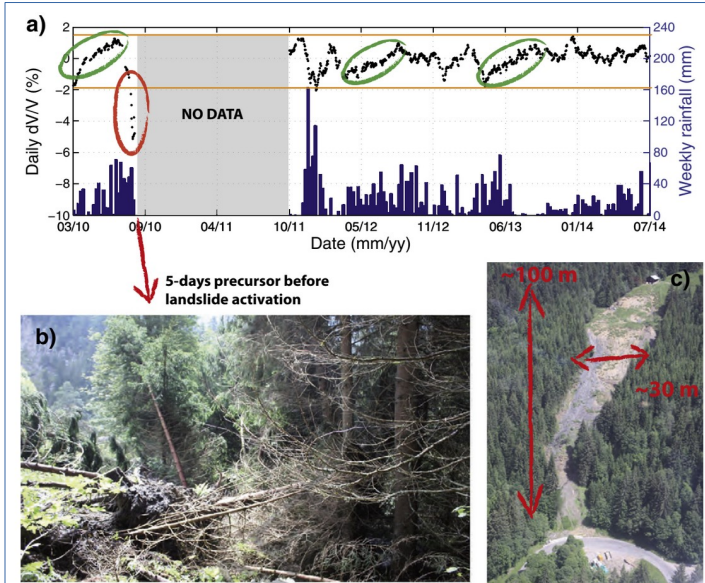 a)
2
0
−2
−4
−6
−8
−10
Daily dV/V (%)
240
200
160
120
80
40
0
Weekly rainfall (mm)
NO DATA
03/10
09/10
04/11
10/11
05/12
11/12
06/13
01/14
07/14
Date (mm/yy)
5-days precursor before
landslide activation
b)
c)
~100 m
~30 m